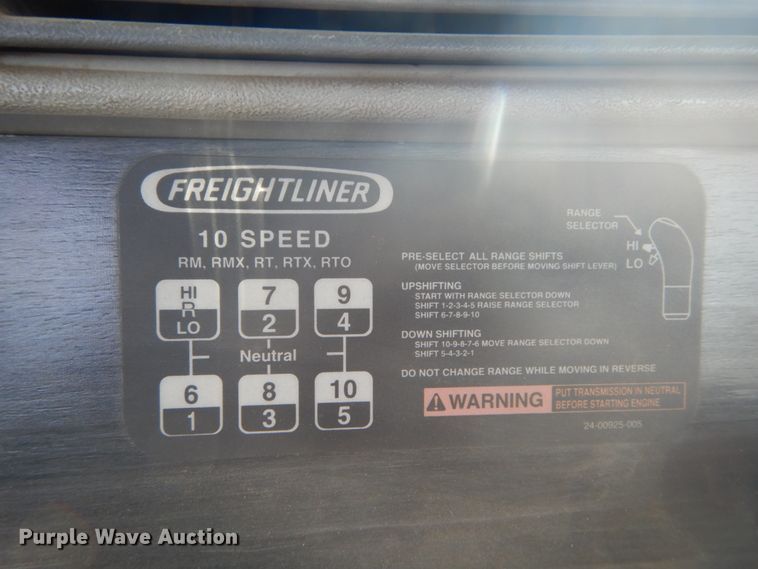 FREIGHTLINER
10 SPEED
RM, RMX, RT, RTX, RTO
HI
R
LO
7
2
9
4
Neutral
6
1
8
3
10
5
RANGE
SELECTOR
HI
LO
PRE-SELECT ALL RANGE SHIFTS
(MOVE SELECTOR BEFORE MOVING SHIFT LEVER)
UPSHIFTING
START WITH RANGE SELECTOR DOWN
SHIFT 1-2-3-4-5 RAISE RANGE SELECTOR
SHIFT 6-7-8-9-10
DOWN SHIFTING
SHIFT 10-9-8-7-6 MOVE RANGE SELECTOR DOWN
SHIFT 5-4-3-2-1
DO NOT CHANGE RANGE WHILE MOVING IN REVERSE
WARNING
PUT TRANSMISSION IN NEUTRAL
BEFORE STARTING ENGINE
24-00925-005
Purple Wave Auction